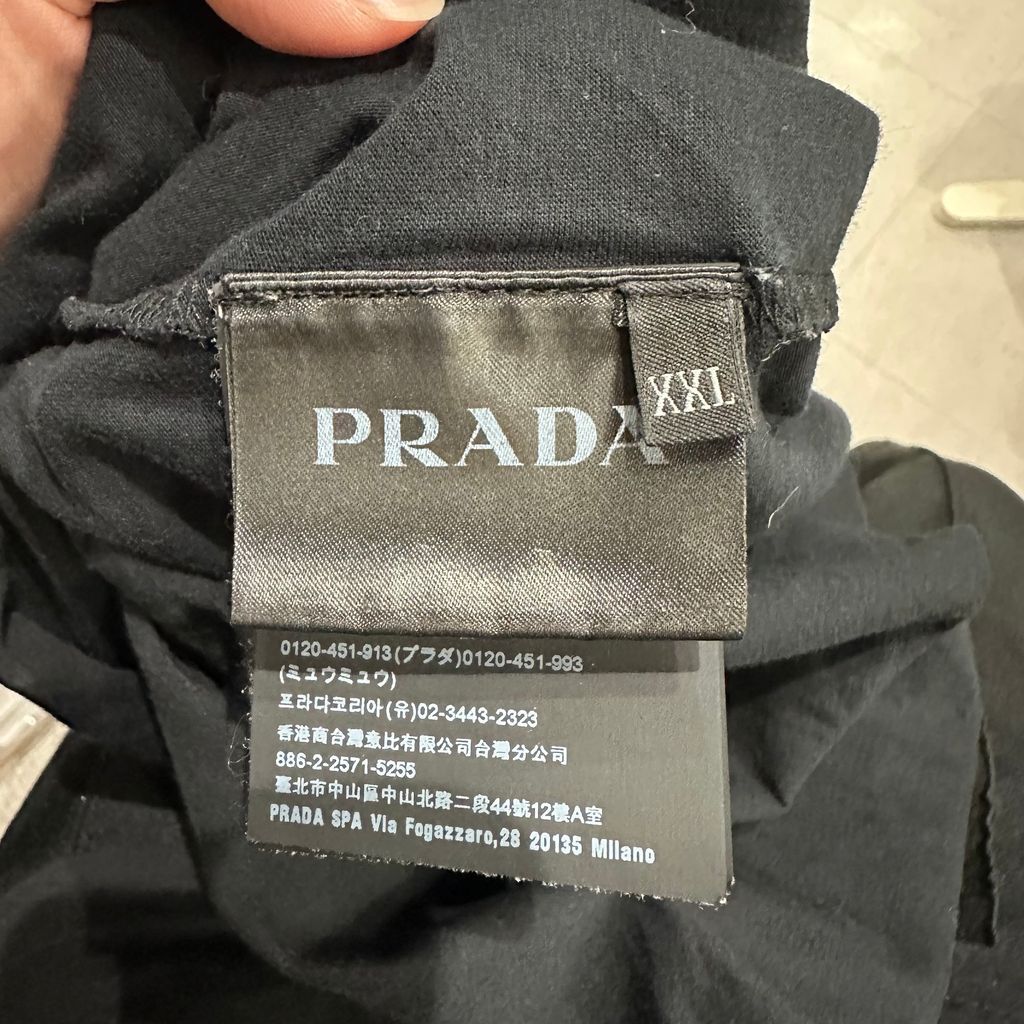 PRADA
XXL
0120-451-913(プラダ)0120-451-993
(ミュウミュウ)
프라다코리아(유)02-3443-2323
香港商台灣意比有限公司台灣分公司
886-2-2571-5255
臺北市中山區中山北路二段44號12樓A室
PRADA SPA Via Fogazzaro,28 20135 Milano